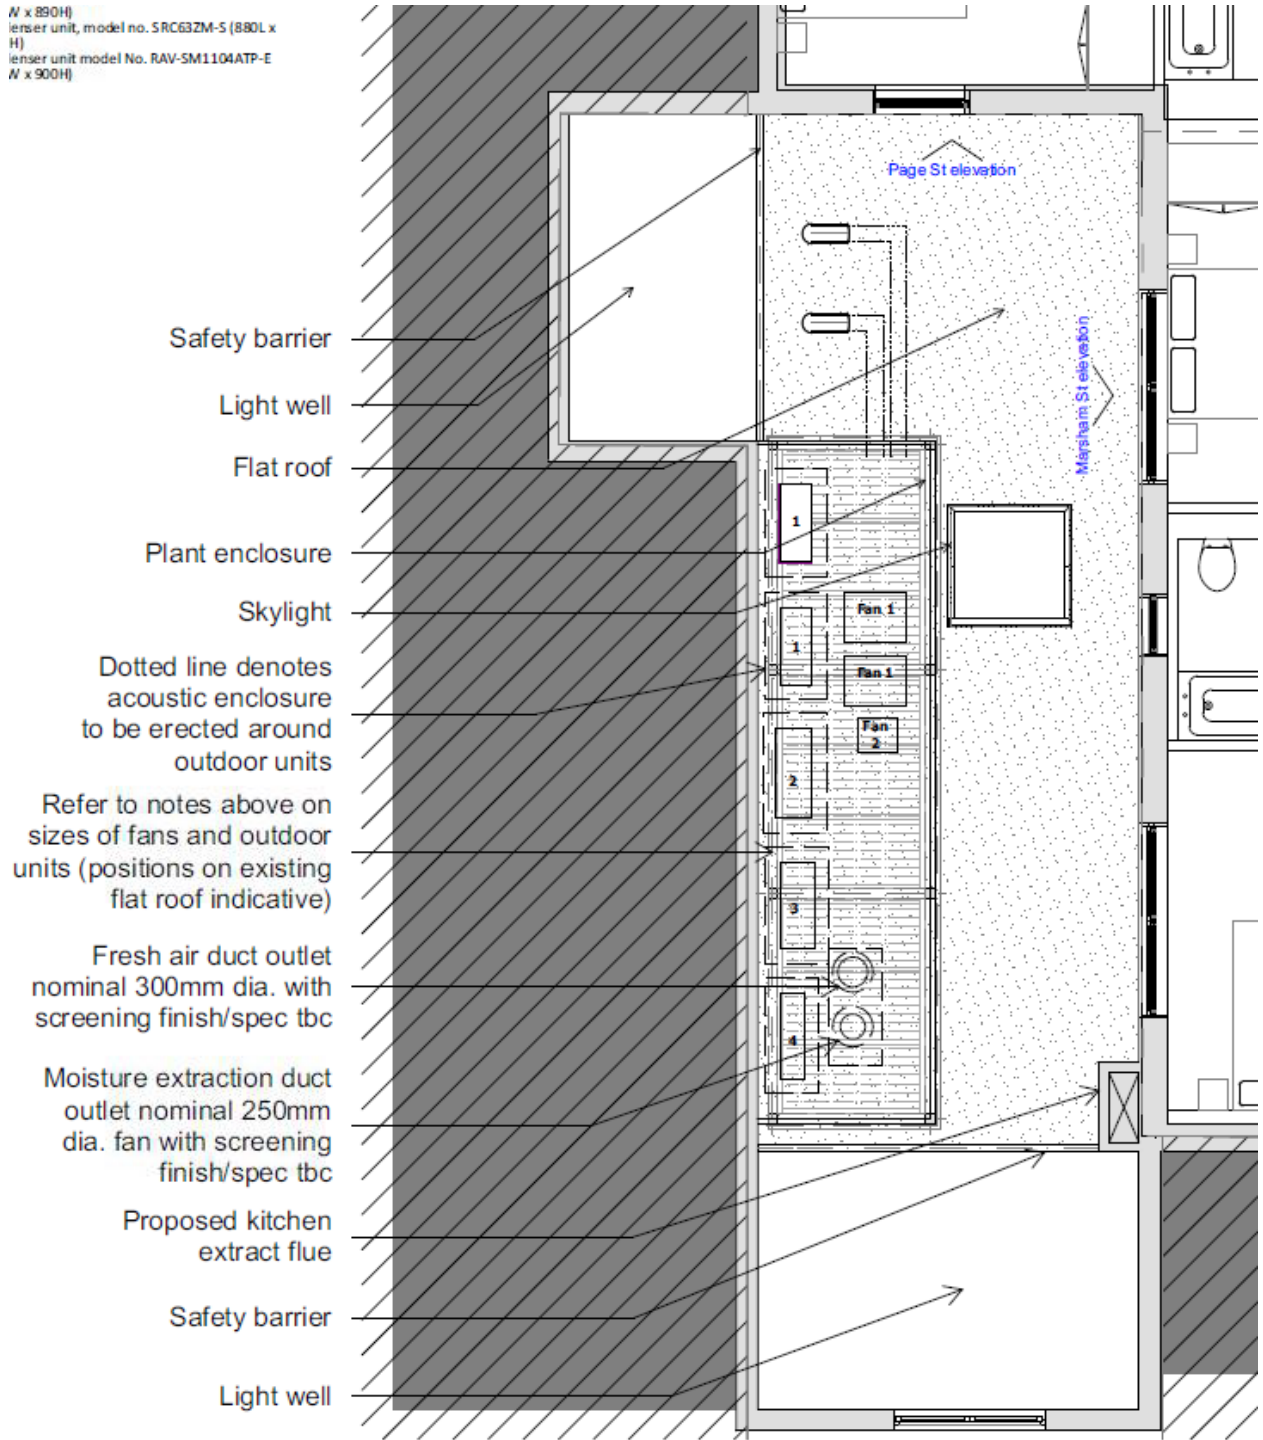 W x 890H)
enser unit, model no. SRC63ZM-S (880L x
H)
enser unit model No. RAV-SM1104ATP-E
W x 900H)
Page St elevation
Marsham St elevation
Safety barrier
Light well
Flat roof
Plant enclosure
Skylight
Dotted line denotes
acoustic enclosure
to be erected around
outdoor units
Refer to notes above on
sizes of fans and outdoor
units (positions on existing
flat roof indicative)
Fresh air duct outlet
nominal 300mm dia. with
screening finish/spec tbc
Moisture extraction duct
outlet nominal 250mm
dia. fan with screening
finish/spec tbc
Proposed kitchen
extract flue
Safety barrier
Light well
1
Fan 1
1
Fan 1
Fan
2
2
3
4